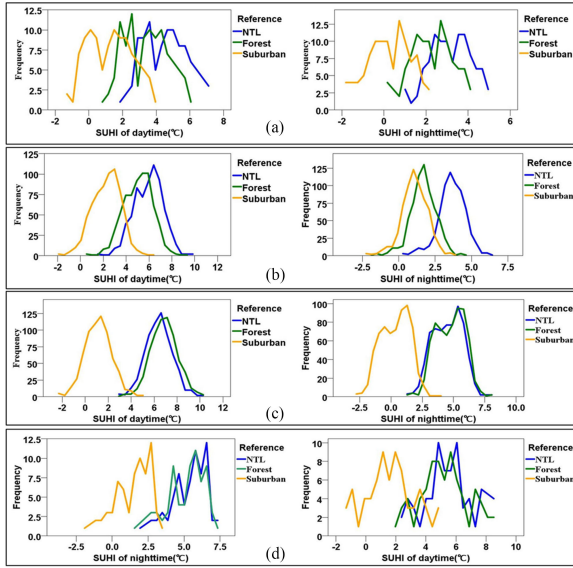 Reference
NTL
Forest
Suburban
Frequency
12.5
10.0
7.5
5.0
2.5
0.0
-2 0 2 4 6 8
SUHI of daytime(℃)
Reference
NTL
Forest
Suburban
Frequency
12.5
10.0
7.5
5.0
2.5
0.0
-2 0 2 4 6
SUHI of nighttime(℃)
(a)
Reference
NTL
Forest
Suburban
Frequency
125
100
75
50
25
0
-2 0 2 4 6 8 10 12
SUHI of daytime(℃)
Reference
NTL
Forest
Suburban
Frequency
125
100
75
50
25
0
-2.5 0.0 2.5 5.0 7.5
SUHI of nighttime(℃)
(b)
Reference
NTL
Forest
Suburban
Frequency
125
100
75
50
25
0
-2 0 2 4 6 8 10 12
SUHI of daytime(℃)
Reference
NTL
Forest
Suburban
Frequency
100
80
60
40
20
0
-2.5 0.0 2.5 5.0 7.5 10.0
SUHI of nighttime(℃)
(c)
Reference
NTL
Forest
Suburban
Frequency
12.5
10.0
7.5
5.0
2.5
0.0
-2.5 0.0 2.5 5.0 7.5
SUHI of nighttime(℃)
Reference
NTL
Forest
Suburban
Frequency
10
8
6
4
2
0
-2 0 2 4 6 8
SUHI of daytime(℃)
(d)